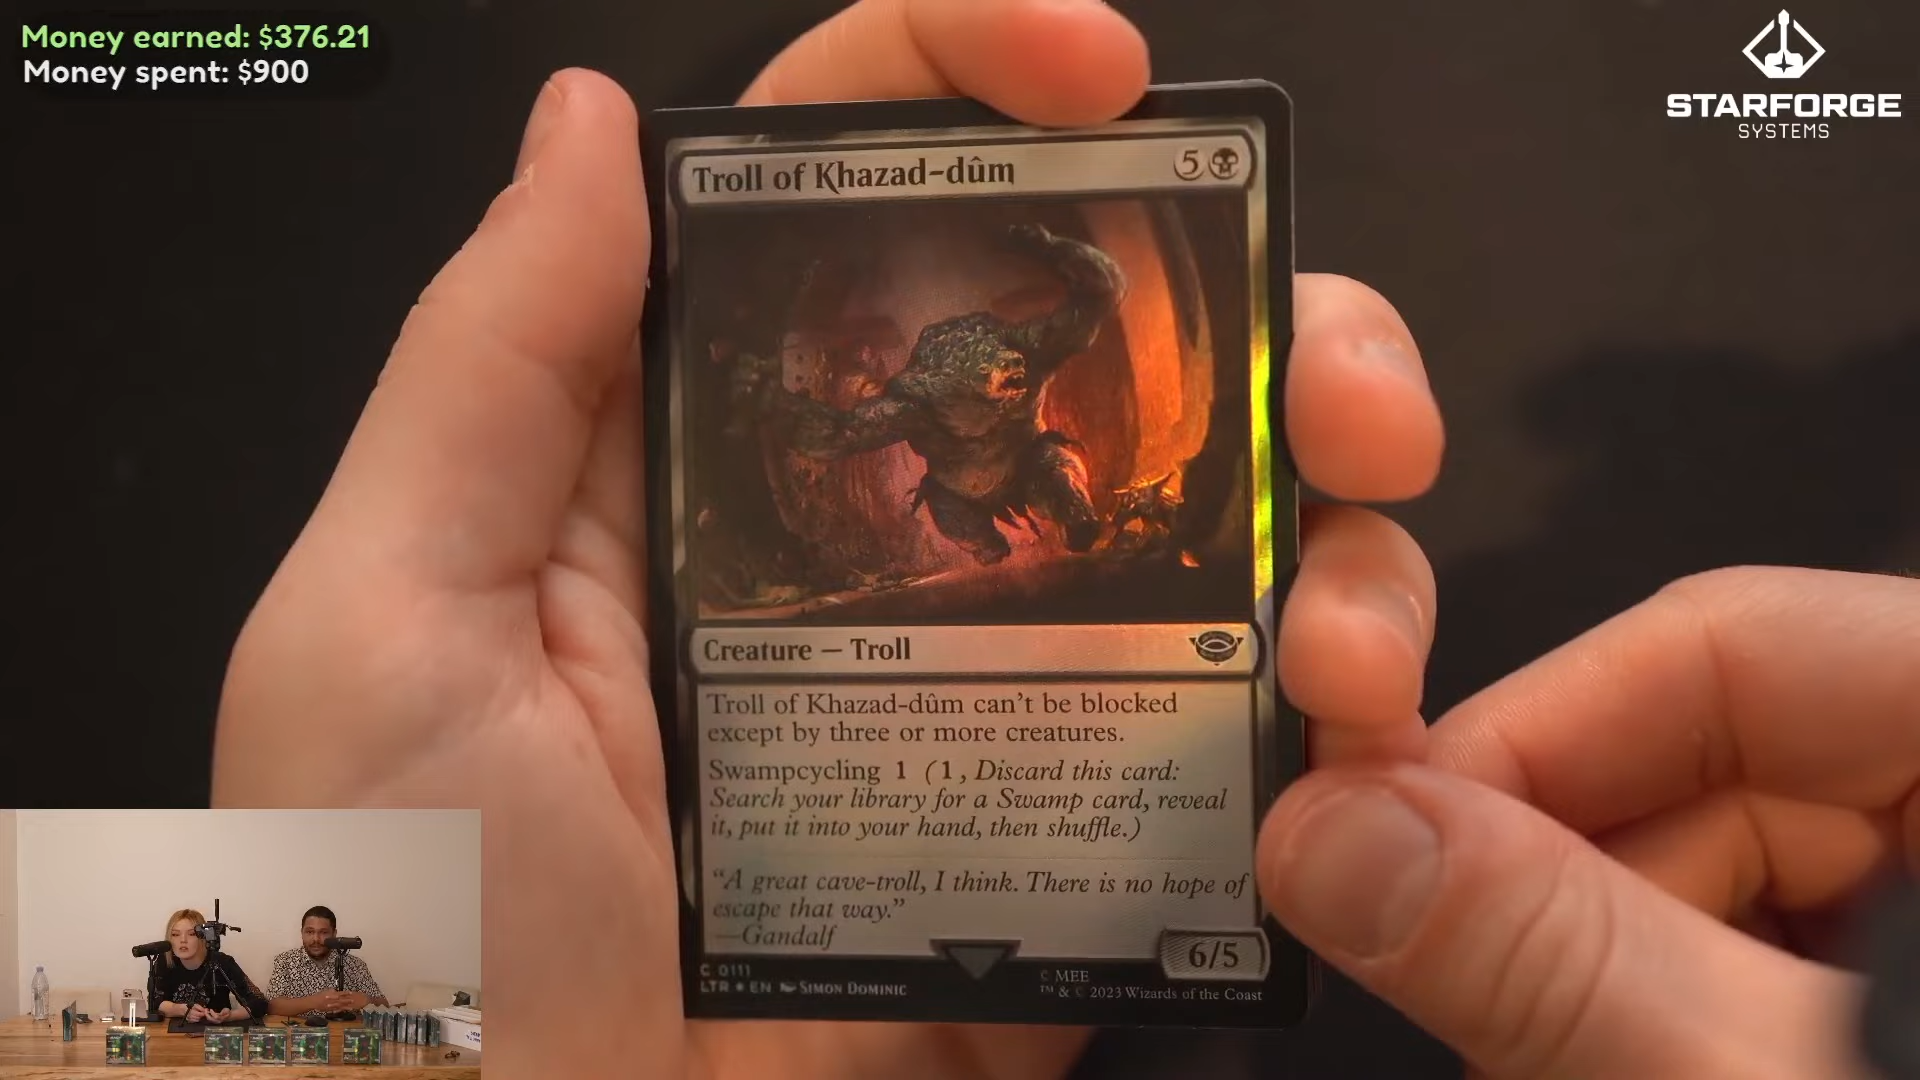 Money earned: $376.21
Money spent: $900
STARFORGE
SYSTEMS
Troll of Khazad-dûm
5
Creature — Troll
Troll of Khazad-dûm can't be blocked
except by three or more creatures.
Swampcycling 1 (1, Discard this card:
Search your library for a Swamp card, reveal
it, put it into your hand, then shuffle.)
“A great cave-troll, I think. There is no hope of
escape that way.”
—Gandalf
6/5
C 0111
LTR ★ EN SIMON DOMINIC
© MEE
™ & © 2023 Wizards of the Coast